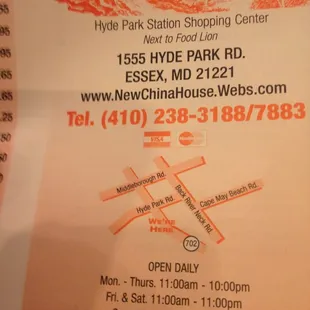 Hyde Park Station Shopping Center
Next to Food Lion
1555 HYDE PARK RD.
ESSEX, MD 21221
www.NewChinaHouse.Webs.com
Tel. (410) 238-3188/7883
VISA
Middleborough Rd.
Hyde Park Rd.
Back River Neck Rd.
Cape May Beach Rd.
We're
Here
702
OPEN DAILY
Mon. - Thurs. 11:00am - 10:00pm
Fri. & Sat. 11:00am - 11:00pm